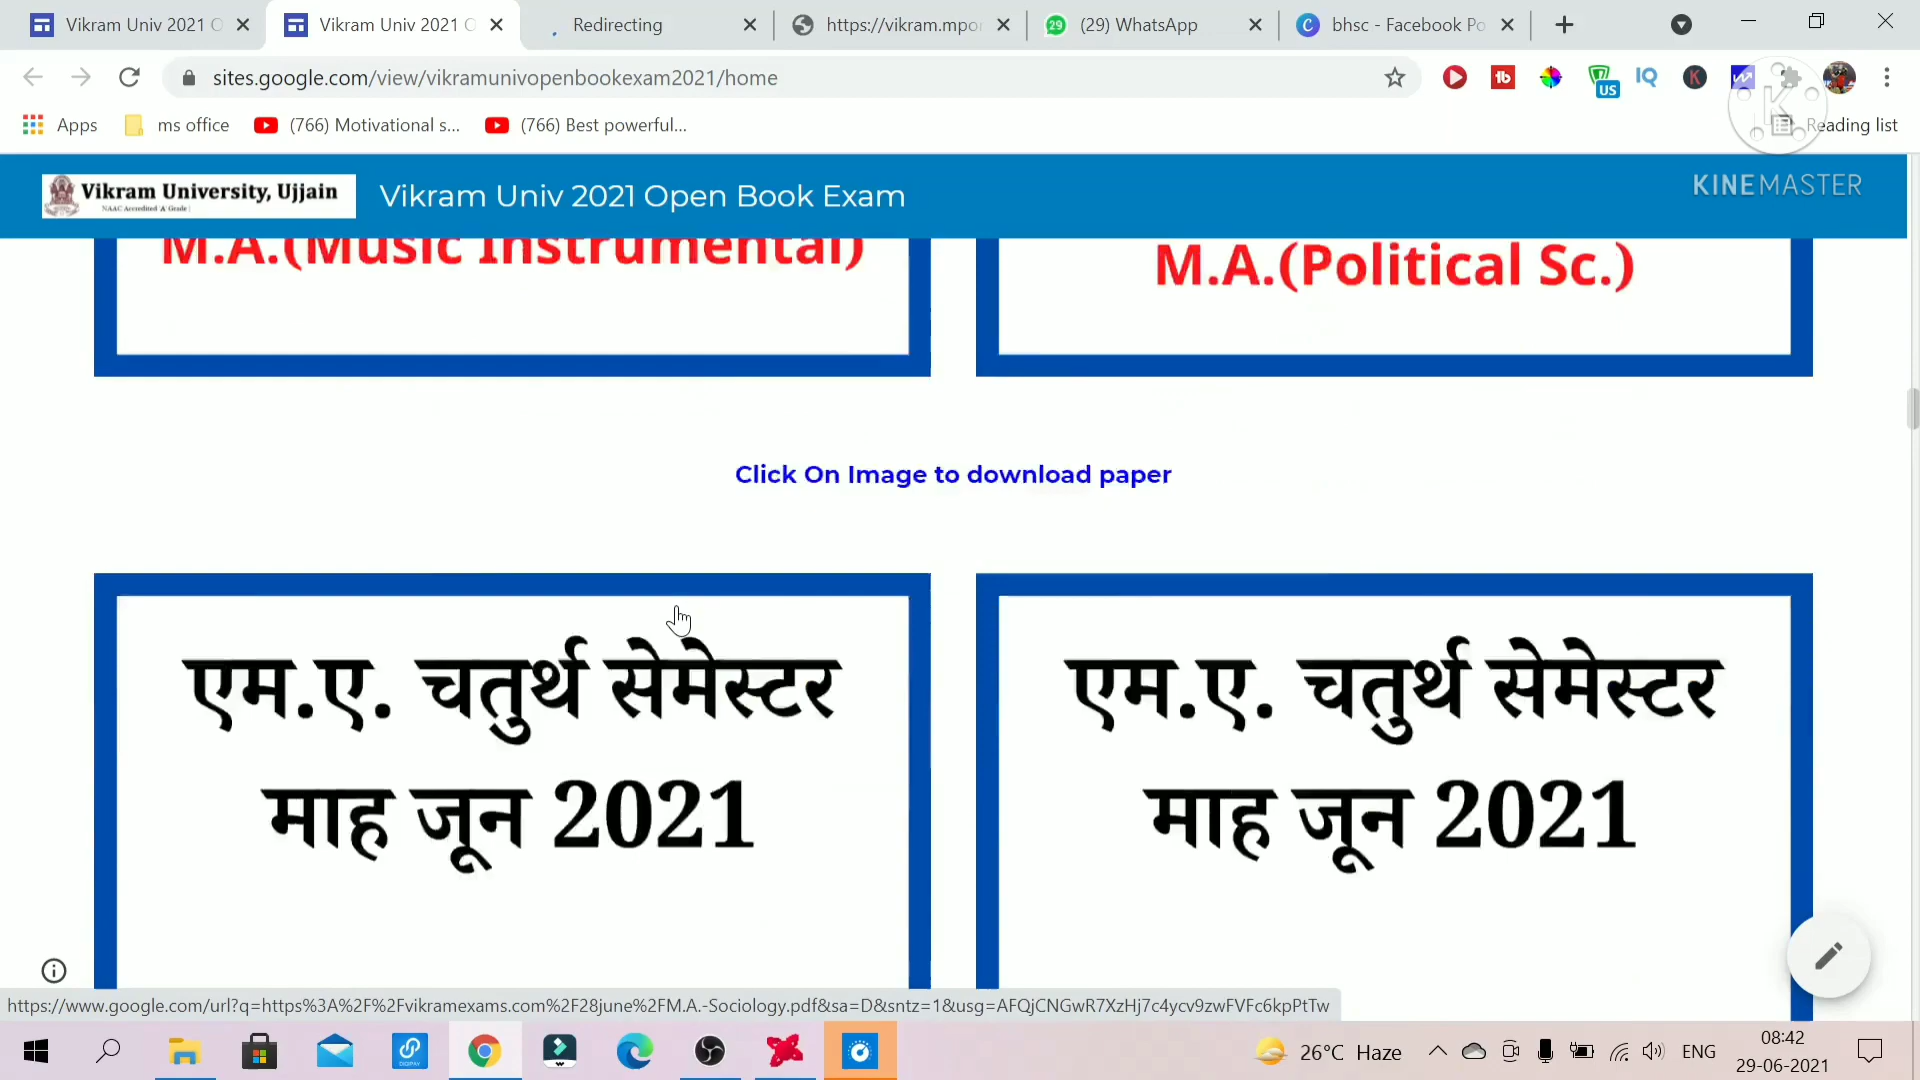 Vikram Univ 2021 O
Vikram Univ 2021 O
Redirecting
https://vikram.mpor
(29) WhatsApp
bhsc - Facebook Po
sites.google.com/view/vikramunivopenbookexam2021/home
Apps
ms office
(766) Motivational s...
(766) Best powerful...
Reading list
Vikram University, Ujjain
NAAC Accredited 'A' Grade
Vikram Univ 2021 Open Book Exam
KINEMASTER
M.A.(Music Instrumental)
M.A.(Political Sc.)
Click On Image to download paper
एम.ए. चतुर्थ सेमेस्टर
माह जून 2021
एम.ए. चतुर्थ सेमेस्टर
माह जून 2021
https://www.google.com/url?q=https%3A%2F%2Fvikramexams.com%2F28june%2FM.A.-Sociology.pdf&sa=D&sntz=1&usg=AFQjCNGwR7XzHj7c4ycv9zwFVFc6kpPtTw
26°C Haze
ENG
08:42
29-06-2021